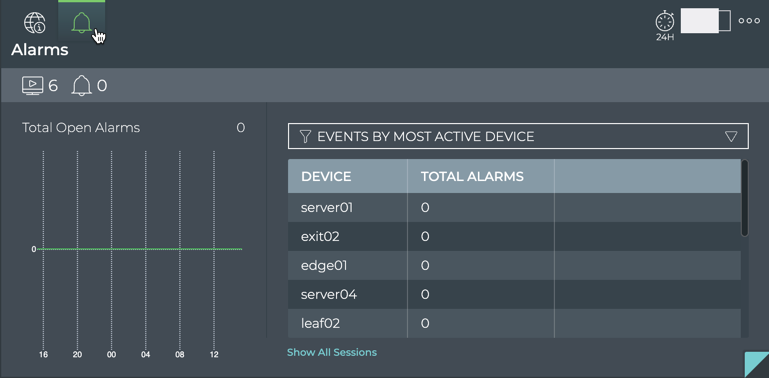 24H
Alarms
6 0
Total Open Alarms 0
EVENTS BY MOST ACTIVE DEVICE
DEVICE TOTAL ALARMS
server01 0
exit02 0
edge01 0
server04 0
leaf02 0
0
16 20 00 04 08 12
Show All Sessions